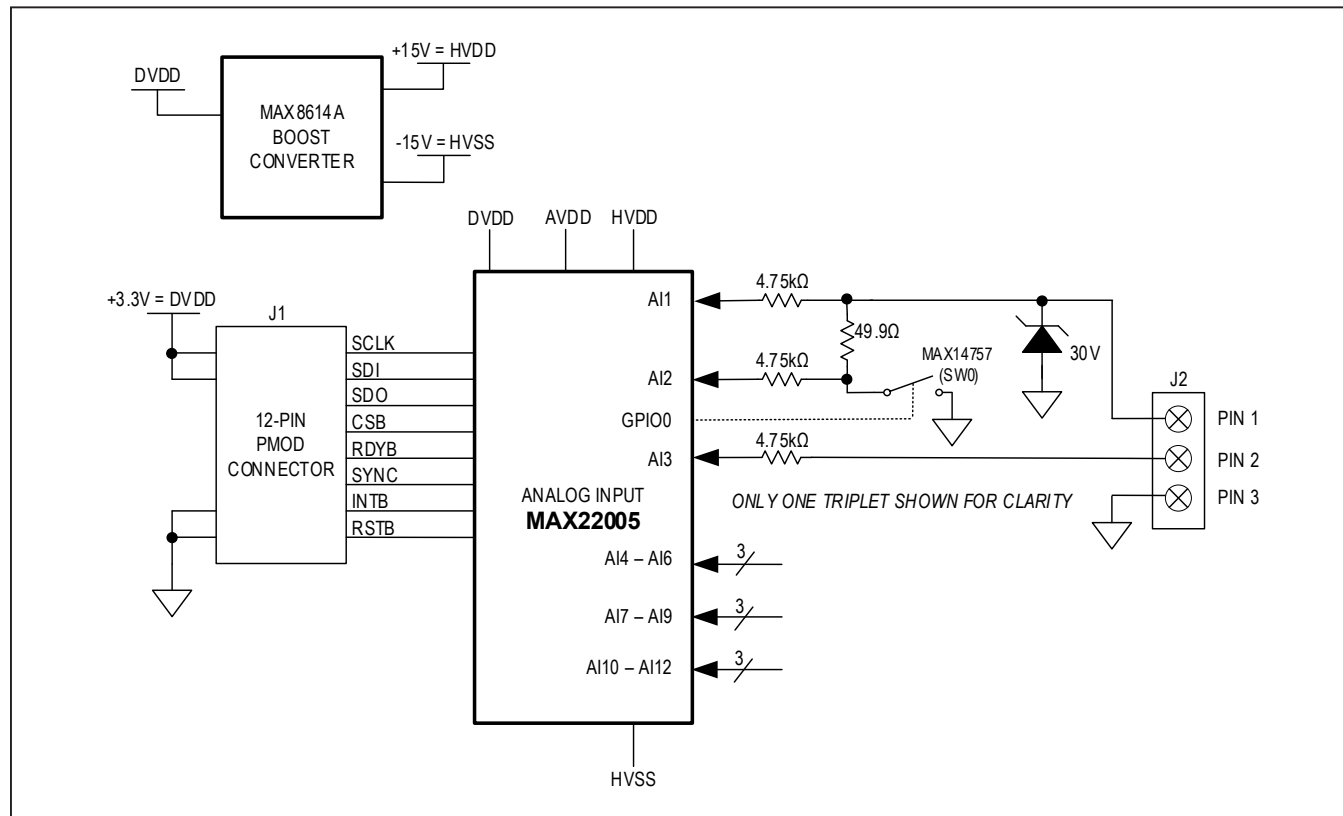 +15V = HVDD
DVDD
MAX8614A
BOOST
CONVERTER
-15V = HVSS
DVDD
AVDD
HVDD
+3.3V = DVDD
J1
12-PIN
PMOD
CONNECTOR
SCLK
SDI
SDO
CSB
RDYB
SYNC
INTB
RSTB
AI1
AI2
GPIO0
AI3
ANALOG INPUT
MAX22005
AI4 – AI6
AI7 – AI9
AI10 – AI12
HVSS
4.75kΩ
49.9Ω
4.75kΩ
MAX14757
(SW0)
4.75kΩ
30V
ONLY ONE TRIPLET SHOWN FOR CLARITY
3
3
3
J2
PIN 1
PIN 2
PIN 3